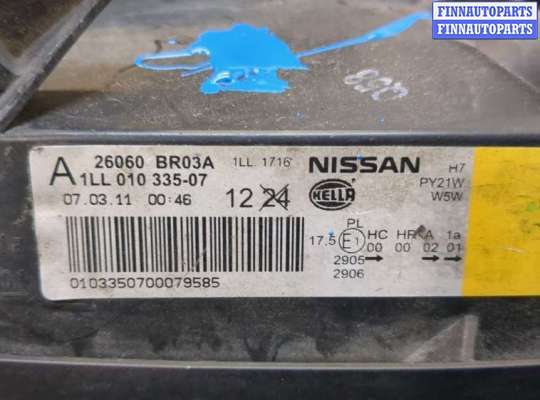 FINNAUTOPARTS
FINNAUTOPARTS
A 26060 BR03A 1LL 1716 NISSAN H7
1LL 010 335-07 PY21W
07.03.11 00:46 12 24 HELLA W5W
PL HC HR A 1a
17.5 E1 00 00 02 01
2905
2906
0103350700079585